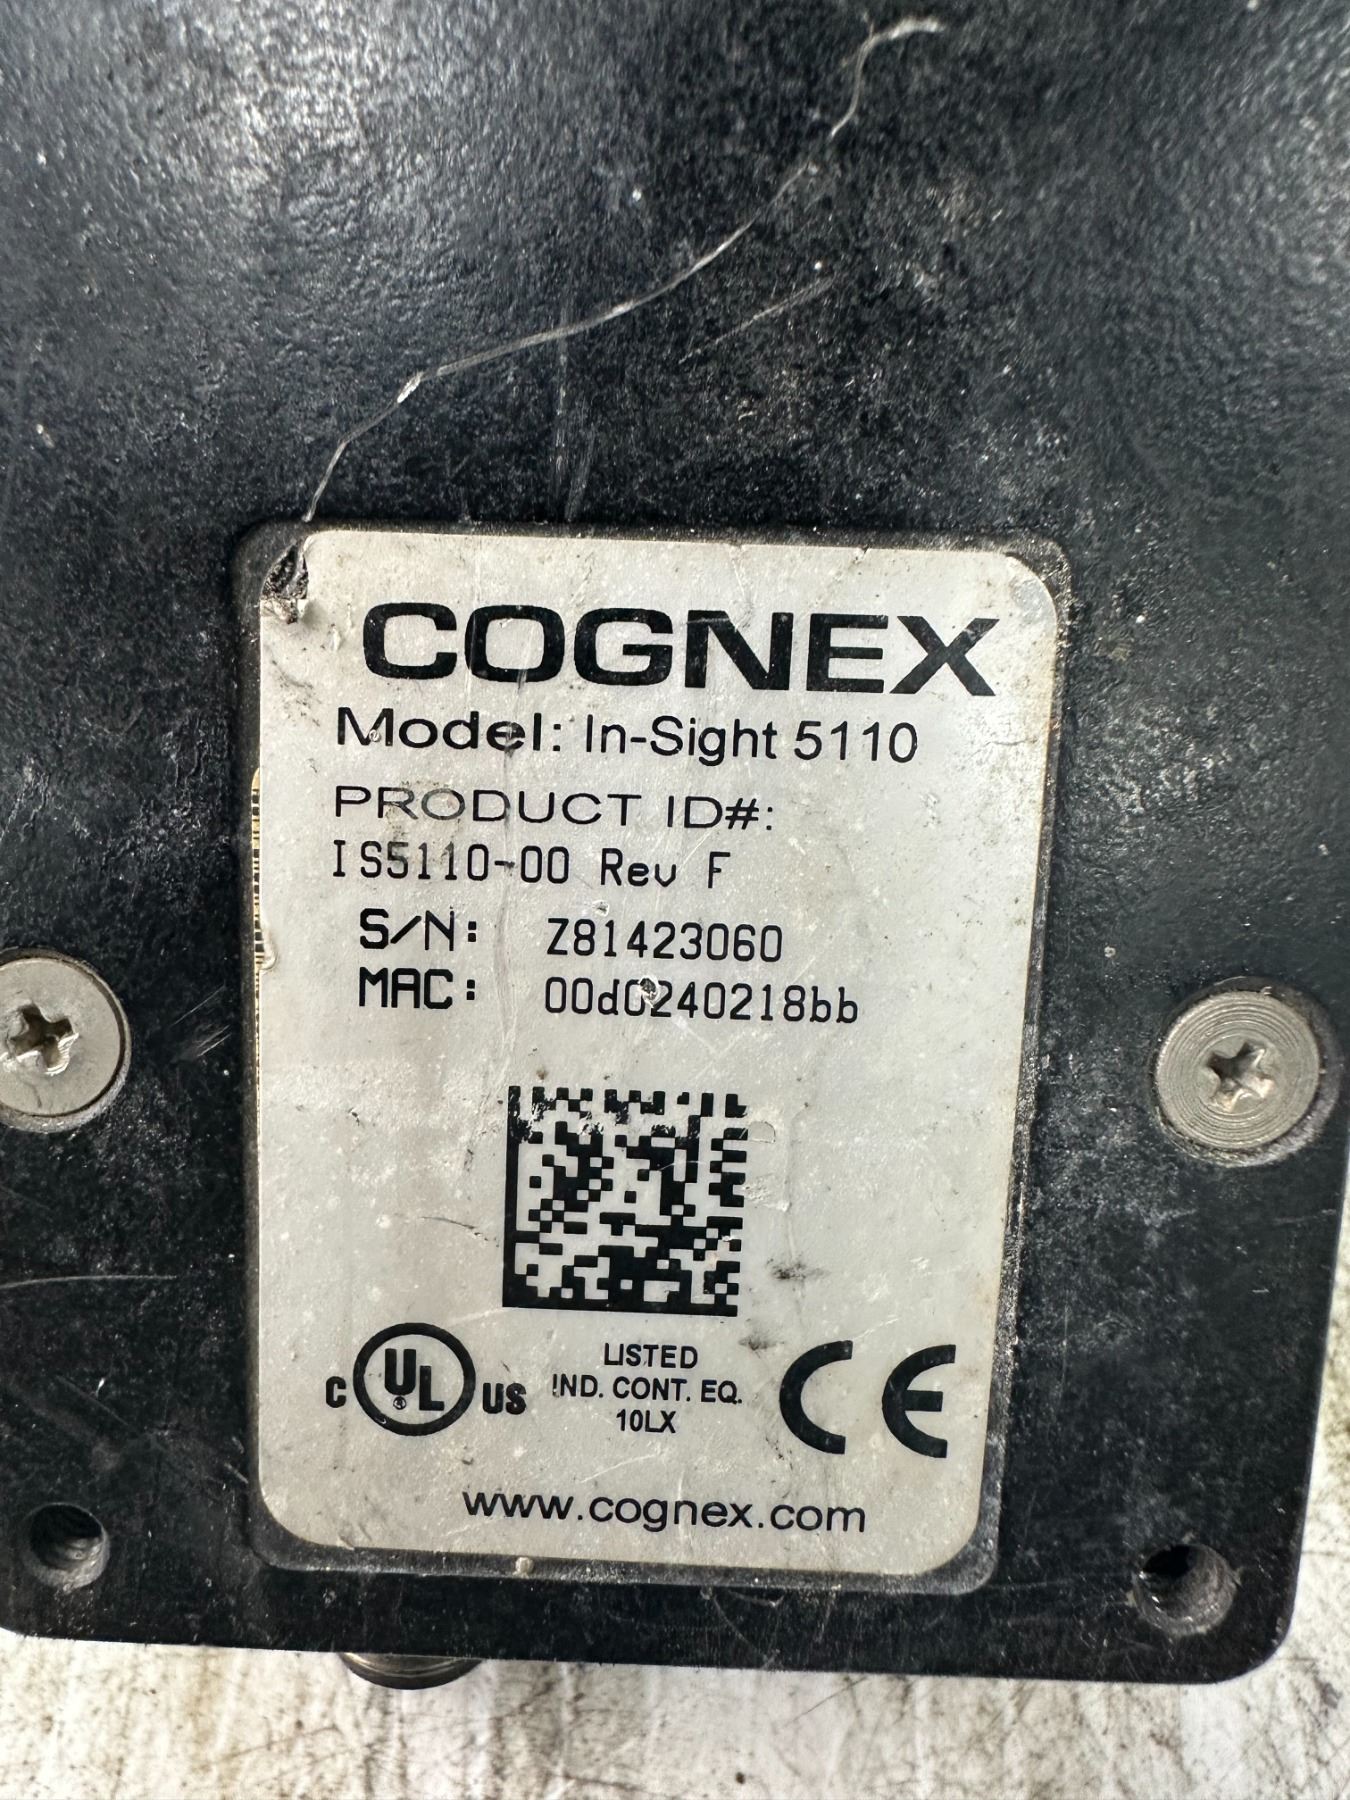 COGNEX
Model: In-Sight 5110
PRODUCT ID#:
IS5110-00 Rev F
S/N: Z81423060
MAC: 00d0240218bb
C UL® US
LISTED
IND. CONT. EQ.
10LX
CE
www.cognex.com